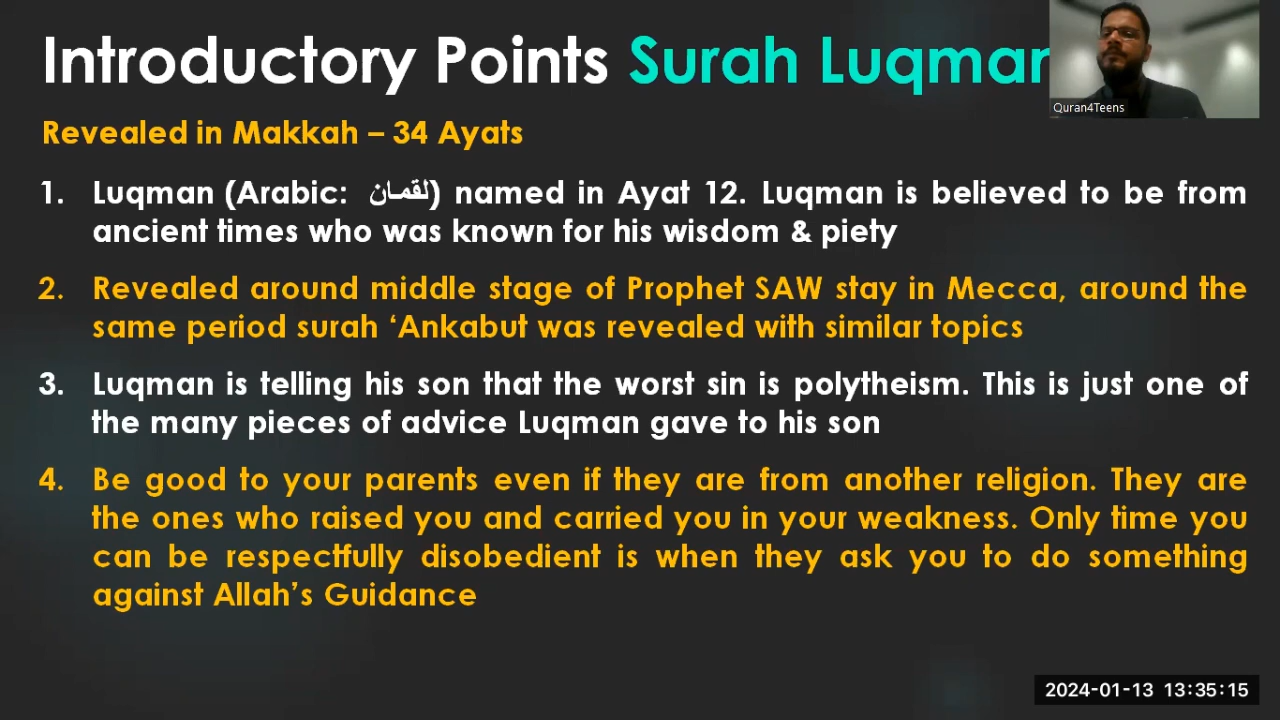 Introductory Points Surah Luqman
Quran4Teens
Revealed in Makkah – 34 Ayats
1. Luqman (Arabic: لقمان) named in Ayat 12. Luqman is believed to be from
ancient times who was known for his wisdom & piety
2. Revealed around middle stage of Prophet SAW stay in Mecca, around the
same period surah ‘Ankabut was revealed with similar topics
3. Luqman is telling his son that the worst sin is polytheism. This is just one of
the many pieces of advice Luqman gave to his son
4. Be good to your parents even if they are from another religion. They are
the ones who raised you and carried you in your weakness. Only time you
can be respectfully disobedient is when they ask you to do something
against Allah’s Guidance
2024-01-13 13:35:15